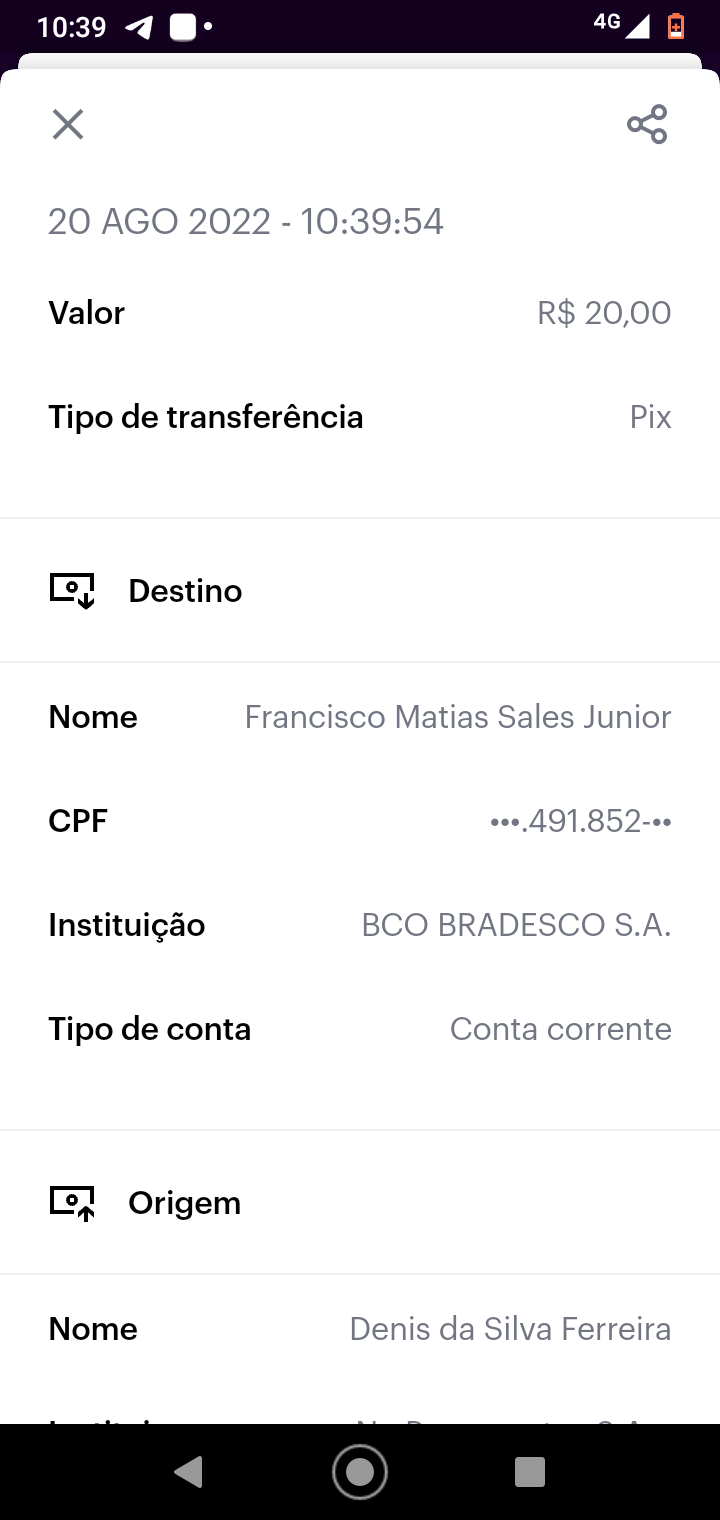 10:39
4G
20 AGO 2022 - 10:39:54
Valor R$ 20,00
Tipo de transferência Pix
Destino
Nome Francisco Matias Sales Junior
CPF •••.491.852-••
Instituição BCO BRADESCO S.A.
Tipo de conta Conta corrente
Origem
Nome Denis da Silva Ferreira